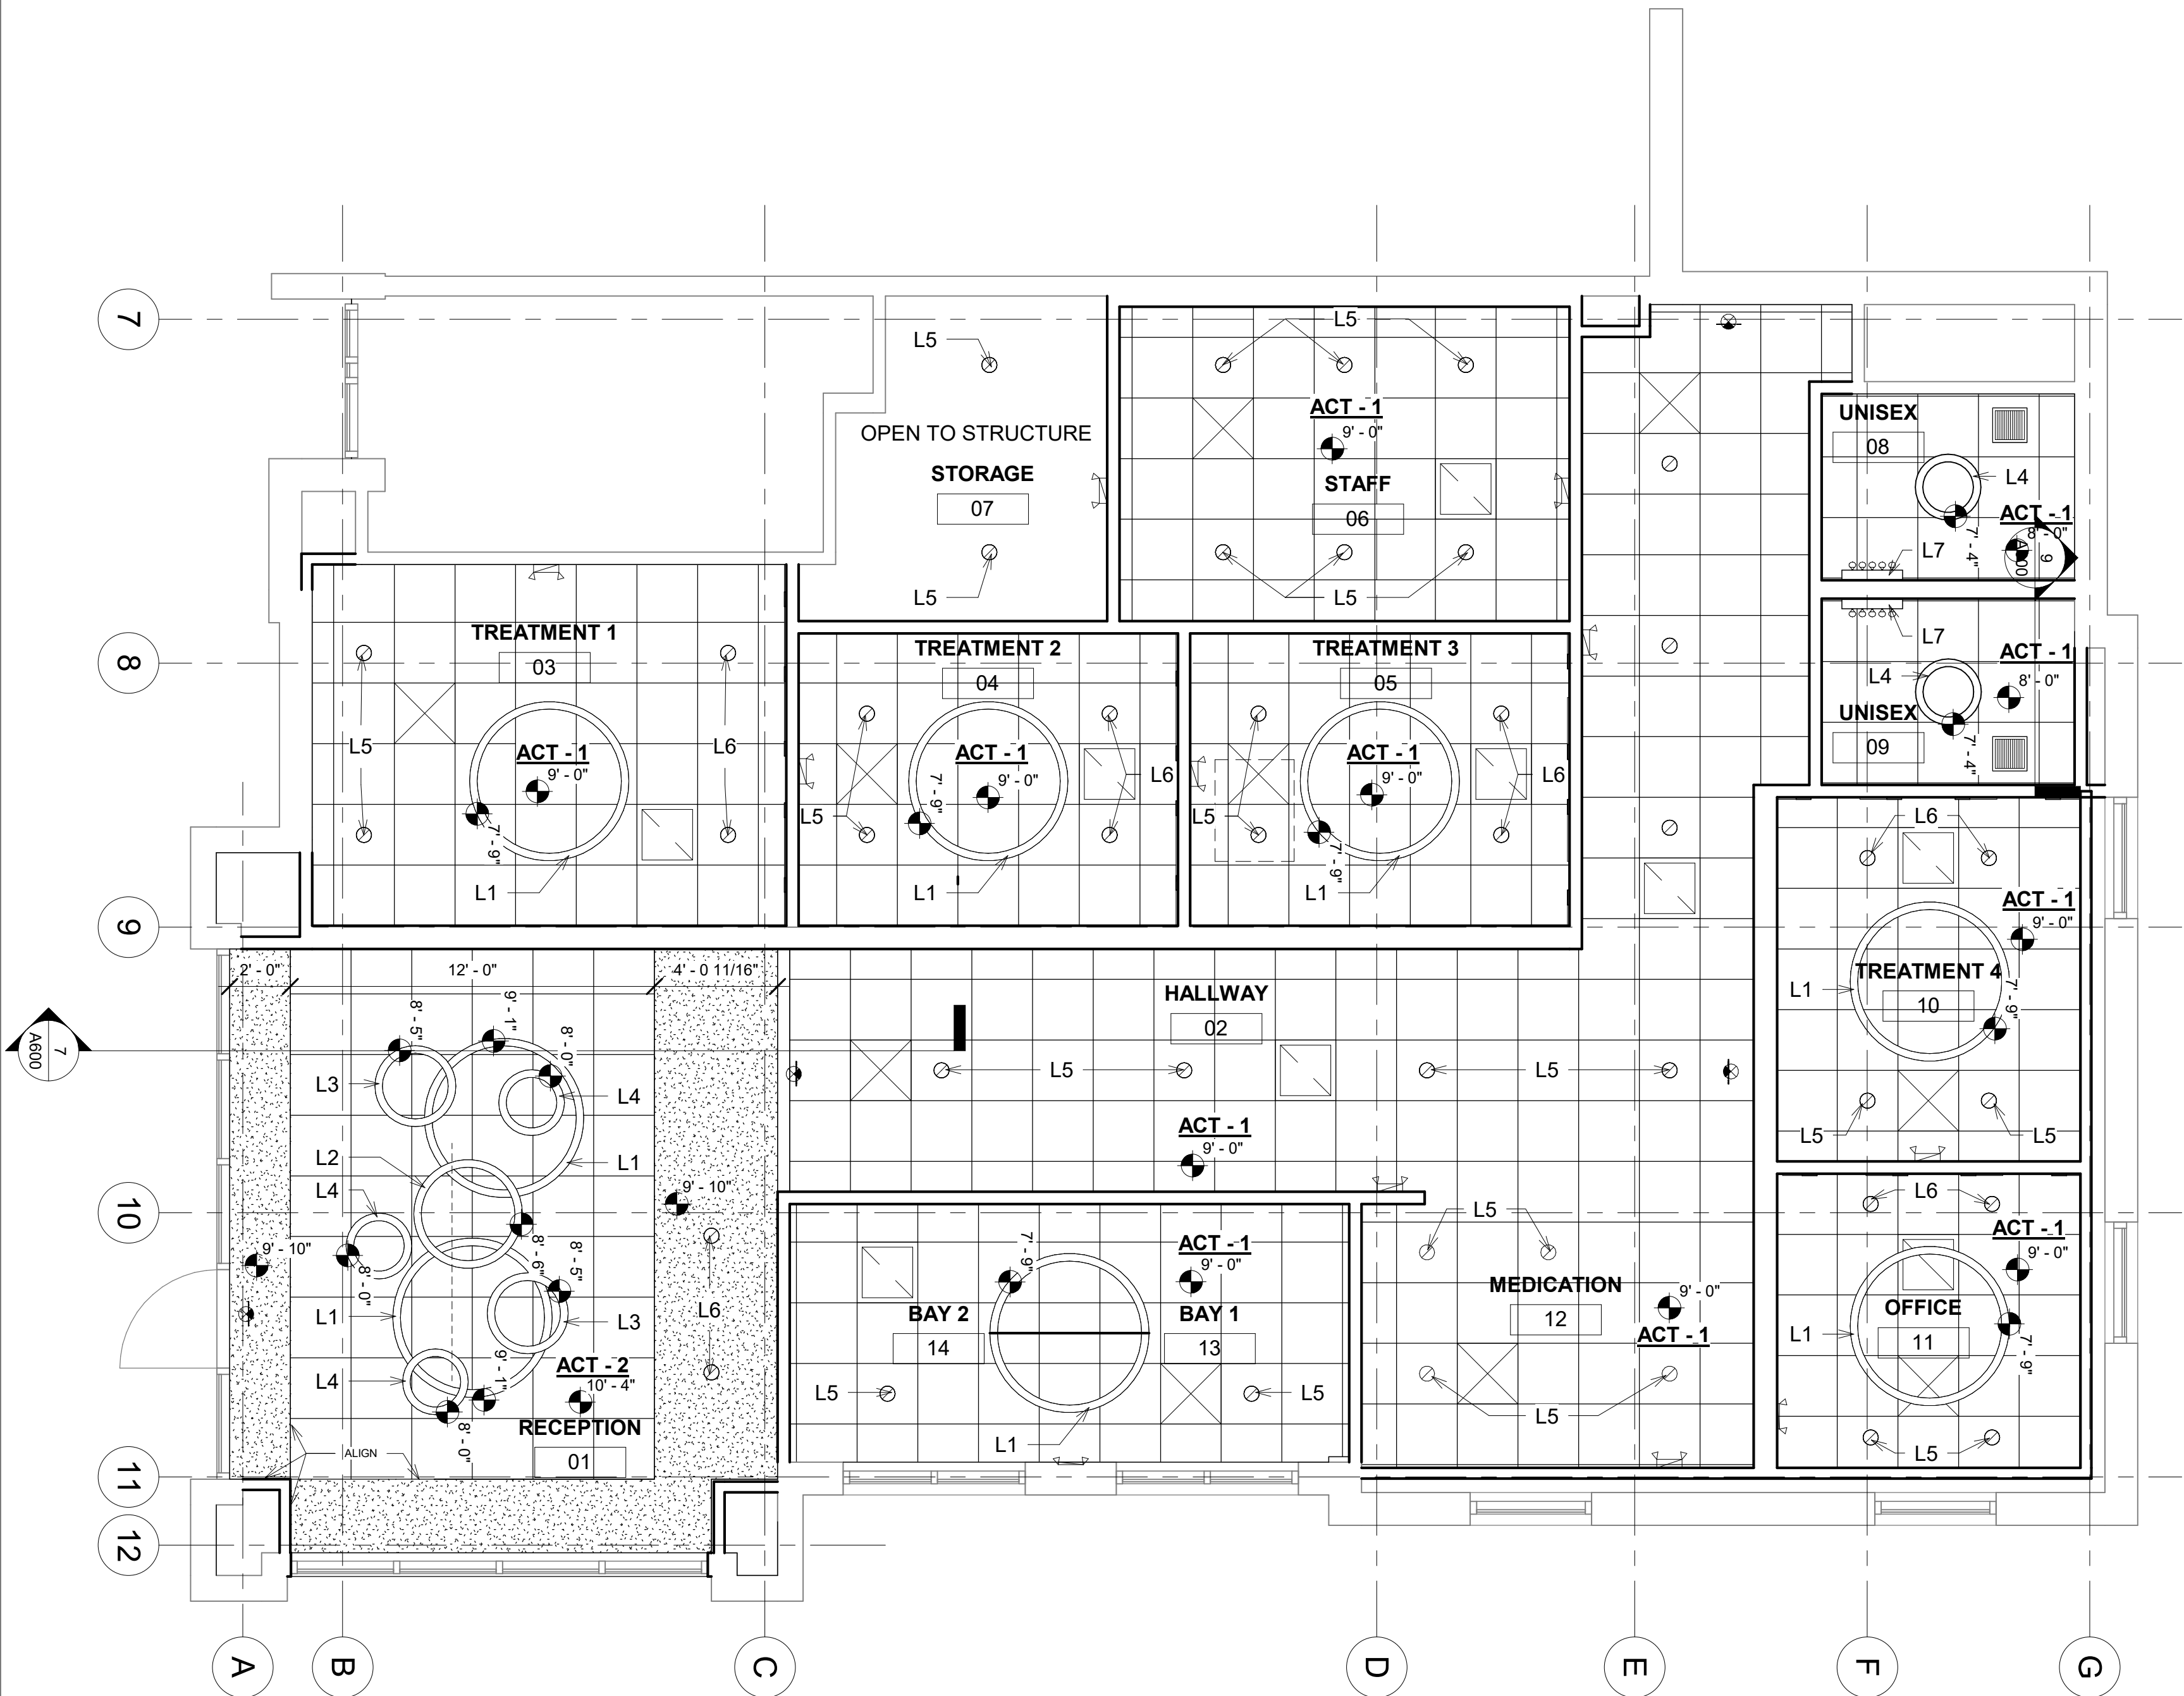 7
L5
L5
OPEN TO STRUCTURE
STORAGE
07
L5
ACT - 1
9' - 0"
STAFF
06
L5
UNISEX
08
L4
ACT - 1
8' - 0"
7' - 4"
L7
9
8
TREATMENT 1
03
L5
L6
ACT - 1
9' - 0"
7' - 9"
L1
TREATMENT 2
04
ACT - 1
9' - 0"
7' - 9"
L6
L5
L1
TREATMENT 3
05
ACT - 1
9' - 0"
7' - 9"
L6
L5
L1
L7
ACT - 1
L4
8' - 0"
UNISEX
09
7' - 4"
9
L6
ACT - 1
9' - 0"
TREATMENT 4
10
L1
7' - 9"
L5
L5
2' - 0"
12' - 0"
4' - 0 11/16"
HALLWAY
02
L5
L5
ACT - 1
9' - 0"
7
A600
8' - 5"
9' - 1"
8' - 0"
L3
L4
L2
L1
L4
9' - 10"
10
9' - 10"
8' - 0"
8' - 6"
8' - 5"
L1
L3
L6
L4
9' - 1"
ACT - 2
10' - 4"
8' - 0"
RECEPTION
01
ALIGN
7' - 9"
ACT - 1
9' - 0"
BAY 2
14
BAY 1
13
L5
L5
L1
L5
MEDICATION
12
9' - 0"
ACT - 1
L5
L6
ACT - 1
9' - 0"
OFFICE
11
L1
7' - 9"
L5
11
12
A
B
C
D
E
F
G